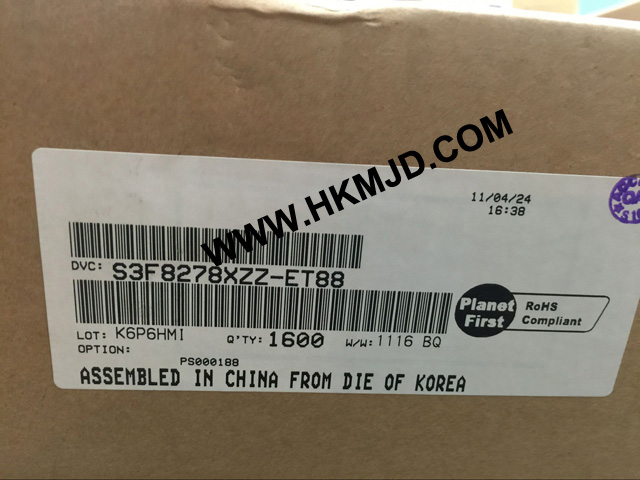 WWW.HKMJD.COM
11/04/24
16:38
DVC: S3F8278XZZ-ET88
Planet First RoHS Compliant
LOT: K6P6HMI Q'TY: 1600 W/W: 1116 BQ
OPTION:
PS000188
ASSEMBLED IN CHINA FROM DIE OF KOREA